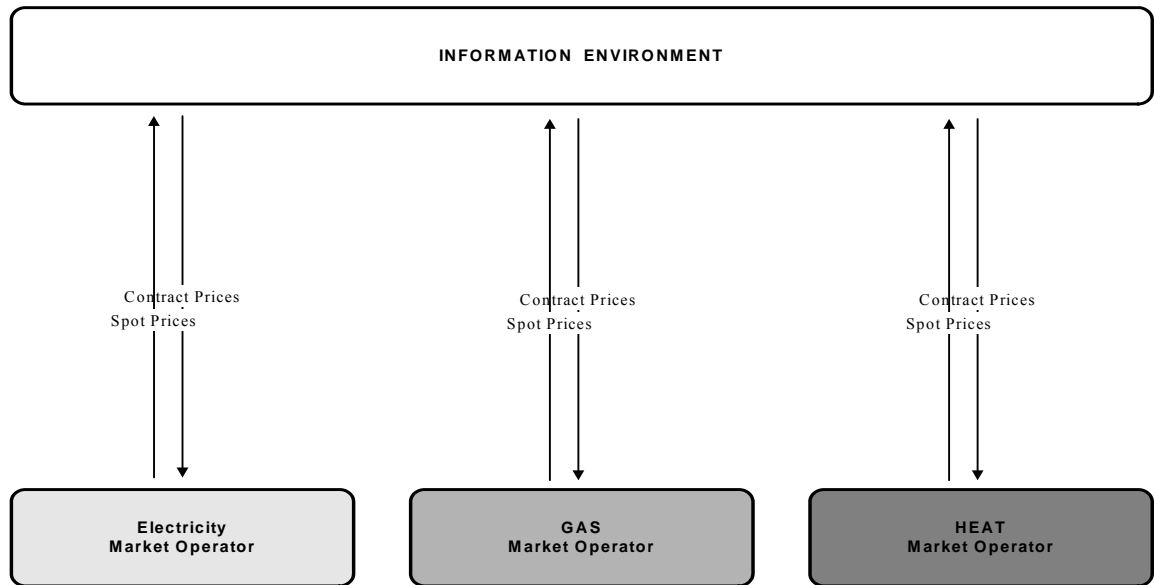 INFORMATION ENVIRONMENT
Contract Prices
Spot Prices
Contract Prices
Spot Prices
Contract Prices
Spot Prices
Electricity
Market Operator
GAS
Market Operator
HEAT
Market Operator